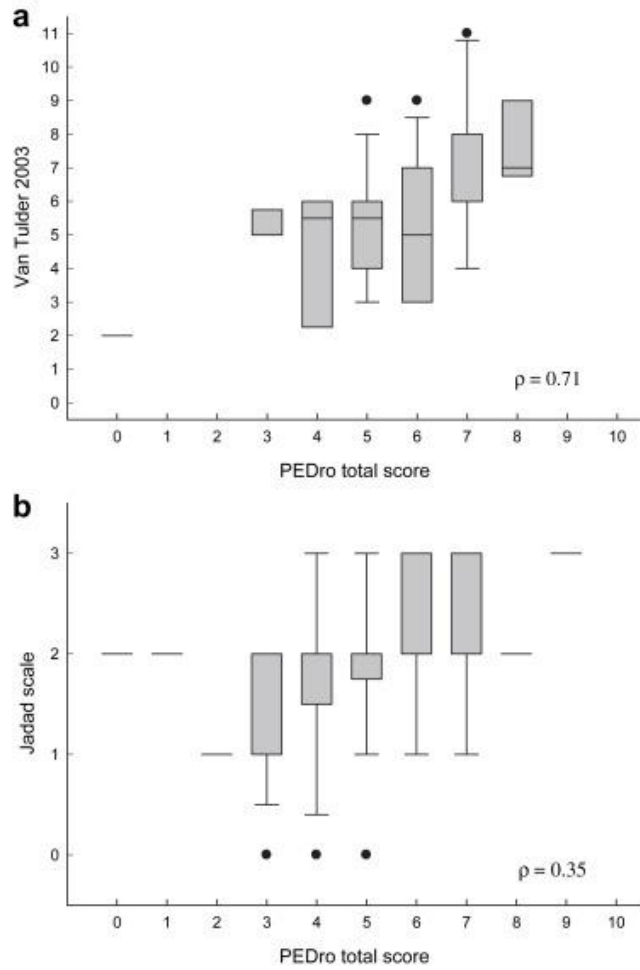 a
11
10
9
8
7
6
5
4
3
2
1
0
Van Tulder 2003
ρ = 0.71
0 1 2 3 4 5 6 7 8 9 10
PEDro total score
b
3
2
1
0
Jadad scale
ρ = 0.35
0 1 2 3 4 5 6 7 8 9 10
PEDro total score